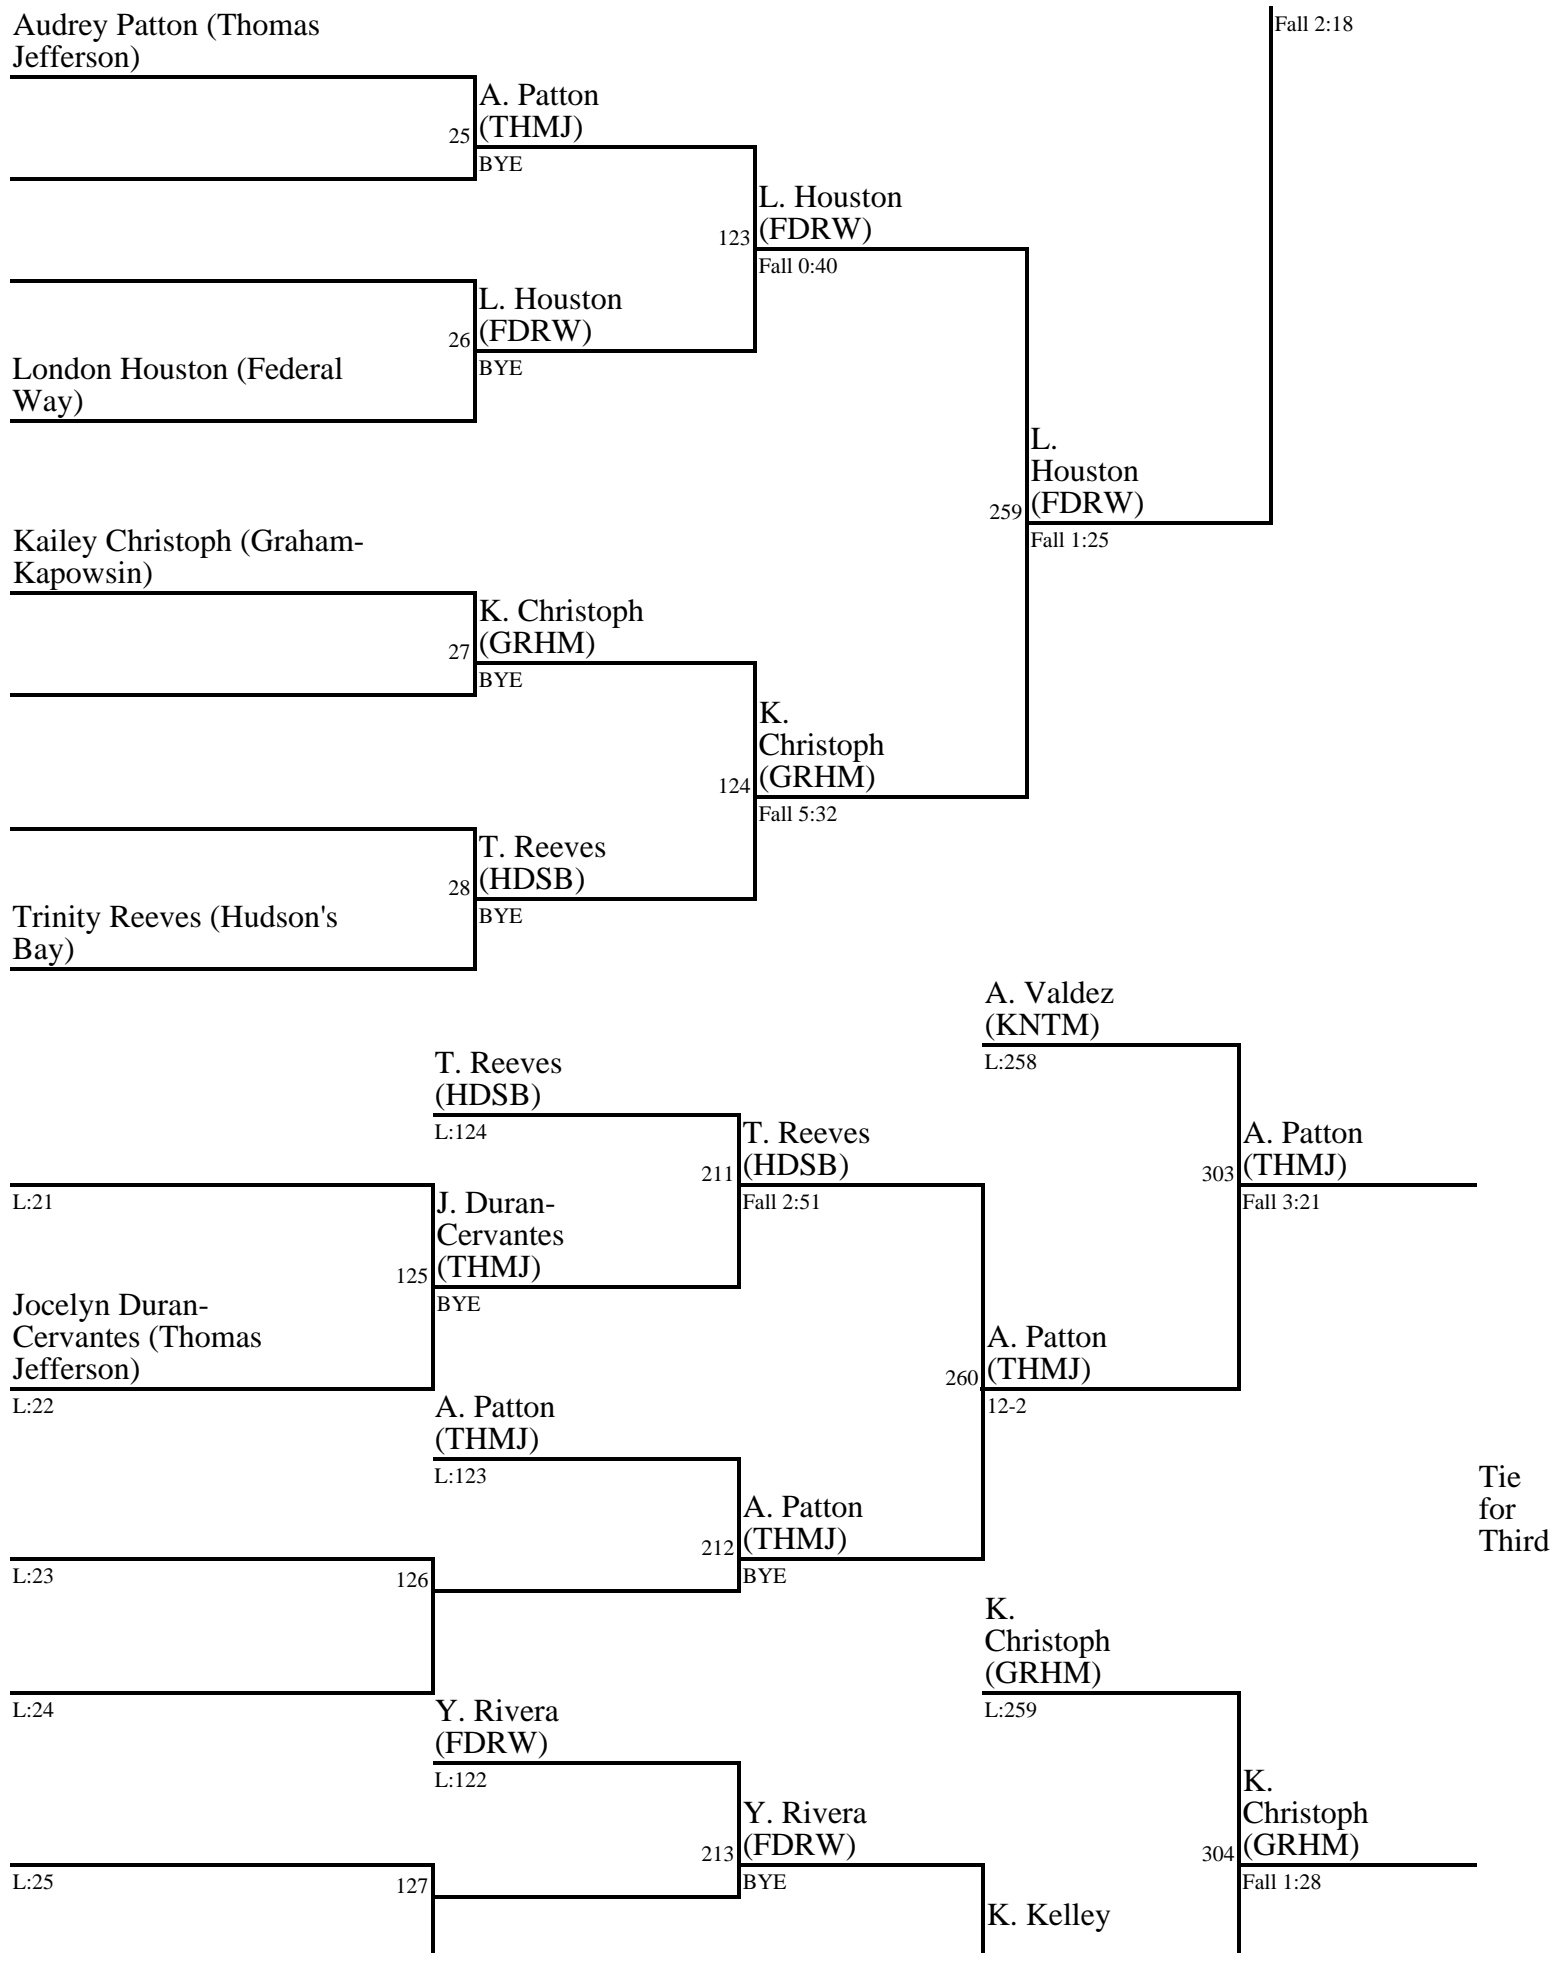 Audrey Patton (Thomas
Jefferson)
Fall 2:18
A. Patton
25
(THMJ)
BYE
L. Houston
123
(FDRW)
Fall 0:40
L. Houston
26
(FDRW)
BYE
London Houston (Federal
Way)
L.
Houston
259
(FDRW)
Fall 1:25
Kailey Christoph (Graham-
Kapowsin)
K. Christoph
27
(GRHM)
BYE
K.
Christoph
124
(GRHM)
Fall 5:32
T. Reeves
28
(HDSB)
BYE
Trinity Reeves (Hudson's
Bay)
A. Valdez
(KNTM)
L:258
T. Reeves
(HDSB)
L:124
T. Reeves
211
(HDSB)
Fall 2:51
A. Patton
303
(THMJ)
Fall 3:21
L:21
J. Duran-
Cervantes
125
(THMJ)
BYE
Jocelyn Duran-
Cervantes (Thomas
Jefferson)
L:22
A. Patton
260
(THMJ)
12-2
A. Patton
(THMJ)
L:123
A. Patton
212
(THMJ)
BYE
Tie
for
Third
L:23
126
K.
Christoph
(GRHM)
L:259
L:24
Y. Rivera
(FDRW)
L:122
Y. Rivera
213
(FDRW)
BYE
K.
Christoph
304
(GRHM)
Fall 1:28
L:25
127
K. Kelley